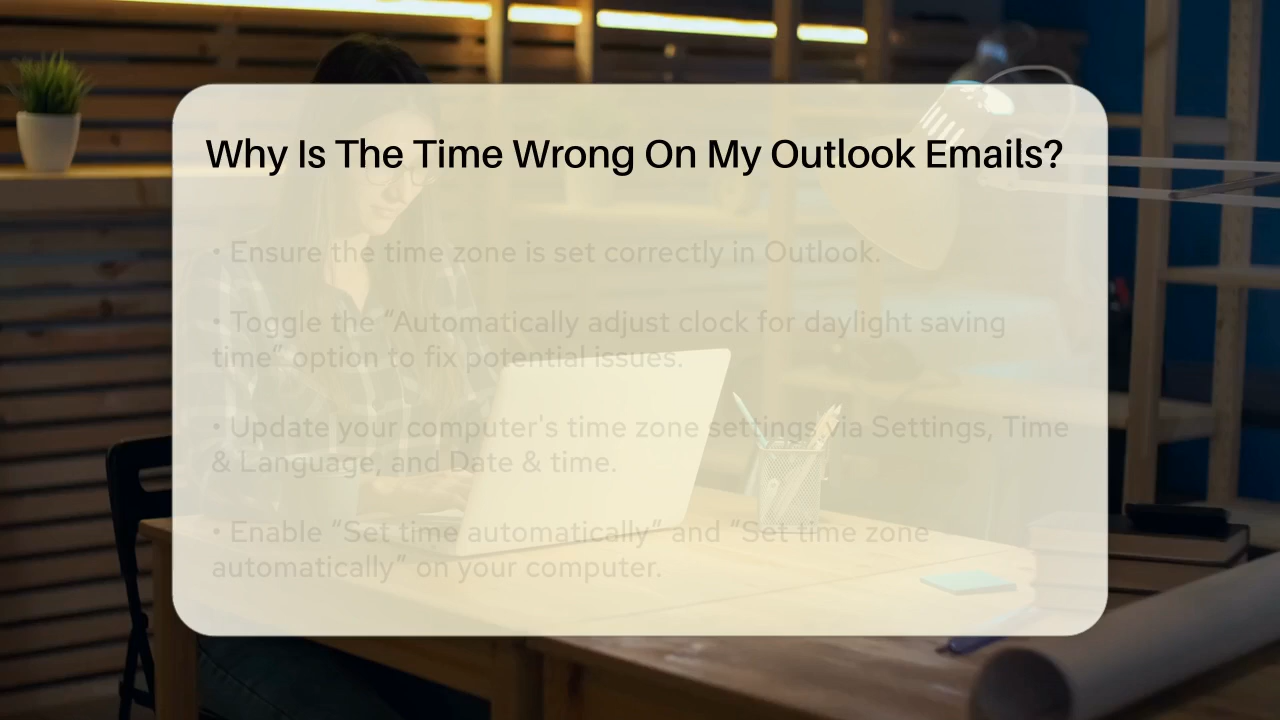 Why Is The Time Wrong On My Outlook Emails?
• Ensure the time zone is set correctly in Outlook.
• Toggle the “Automatically adjust clock for daylight saving
time” option to fix potential issues.
• Update your computer's time zone settings via Settings, Time
& Language, and Date & time.
• Enable “Set time automatically” and “Set time zone
automatically” on your computer.